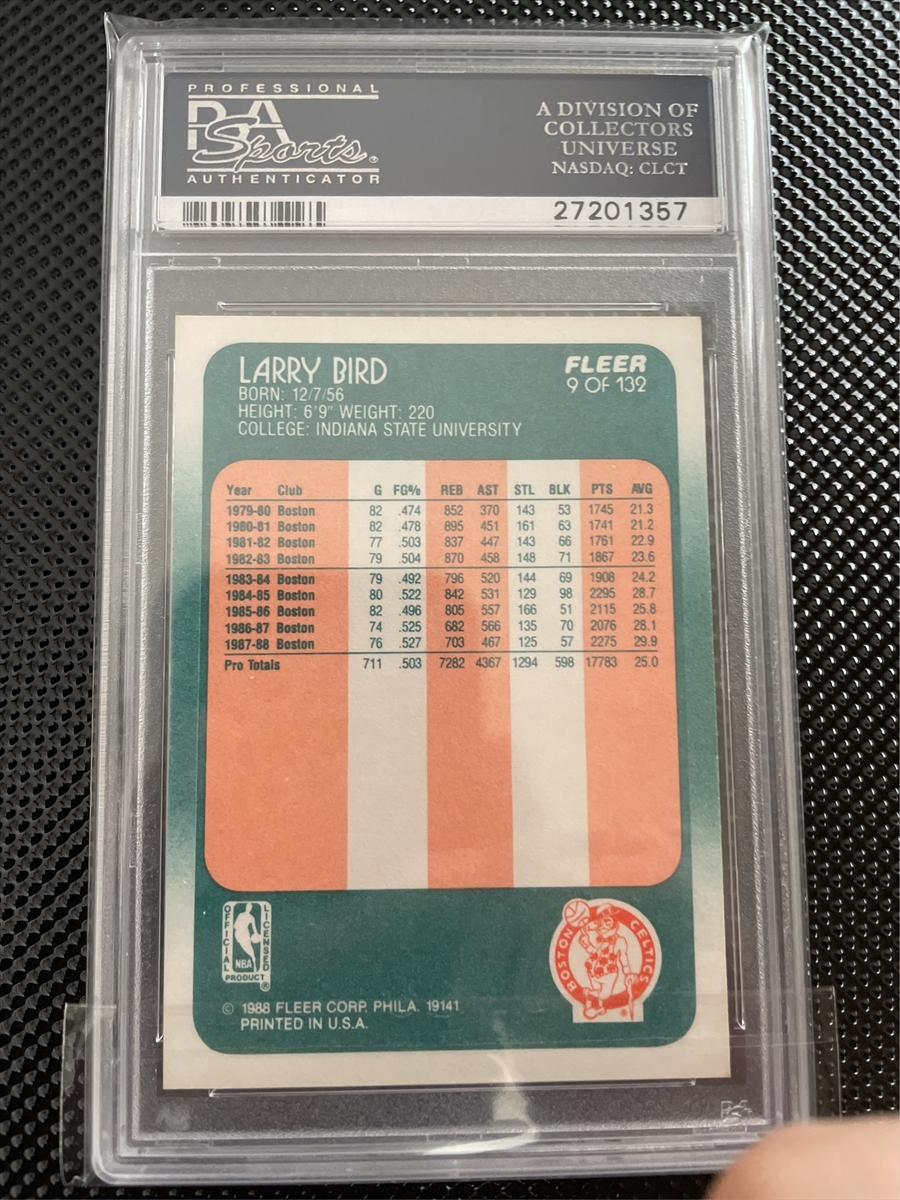 PROFESSIONAL
PSA
Sports
AUTHENTICATOR
A DIVISION OF
COLLECTORS
UNIVERSE
NASDAQ: CLCT
27201357
LARRY BIRD
BORN: 12/7/56
HEIGHT: 6'9" WEIGHT: 220
COLLEGE: INDIANA STATE UNIVERSITY
FLEER
9 OF 132
Year Club G FG% REB AST STL BLK PTS AVG
1979-80 Boston 82 .474 852 370 143 53 1745 21.3
1980-81 Boston 82 .478 895 451 161 63 1741 21.2
1981-82 Boston 77 .503 837 447 143 66 1761 22.9
1982-83 Boston 79 .504 870 458 148 71 1867 23.6
1983-84 Boston 79 .492 796 520 144 69 1908 24.2
1984-85 Boston 80 .522 842 531 129 98 2295 28.7
1985-86 Boston 82 .496 805 557 166 51 2115 25.8
1986-87 Boston 74 .525 682 566 135 70 2076 28.1
1987-88 Boston 76 .527 703 467 125 57 2275 29.9
Pro Totals 711 .503 7282 4367 1294 598 17783 25.0
OFFICIAL LICENSED
NBA
PRODUCT ®
BOSTON CELTICS
© 1988 FLEER CORP. PHILA. 19141
PRINTED IN U.S.A.